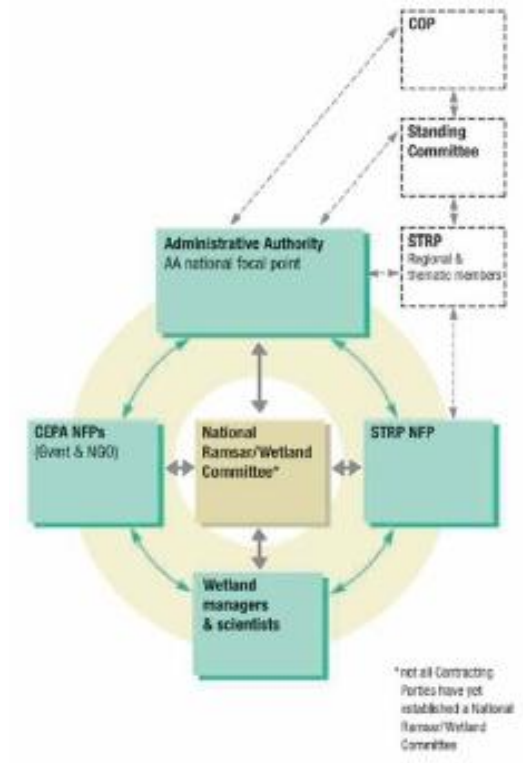 COP
Standing
Committee
STRP
Regional &
thematic members
Administrative Authority
AA national focal point
CEPA NFPs
(Gvmt & NGO)
National
Ramsar/Wetland
Committee*
STRP NFP
Wetland
managers
& scientists
*not all Contracting
Parties have yet
established a National
Ramsar/Wetland
Committee